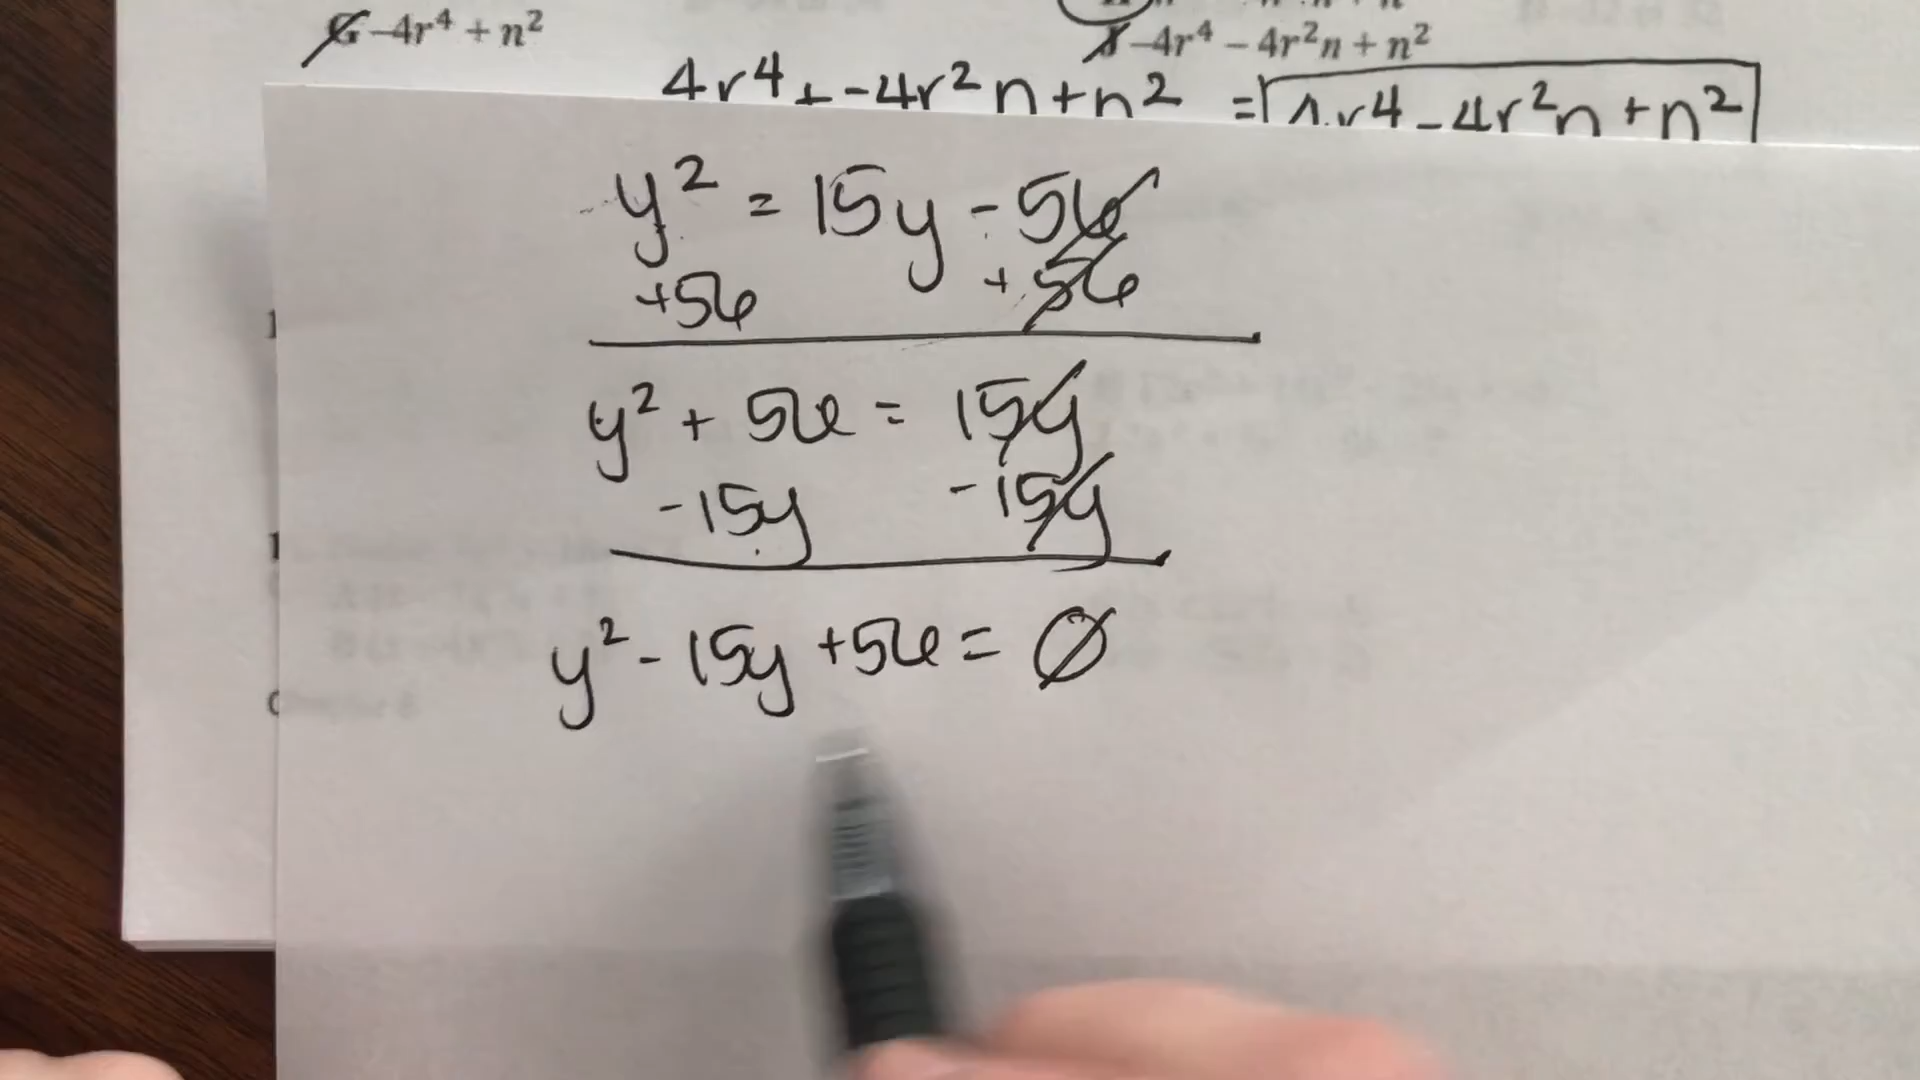 G -4r⁴ + n²
J -4r⁴ - 4r²n + n²
4r⁴ + -4r²n + n² = 4r⁴ - 4r²n + n²
y² = 15y - 56
+56 + 56
y² + 56 = 15y
-15y -15y
y² - 15y + 56 = 0